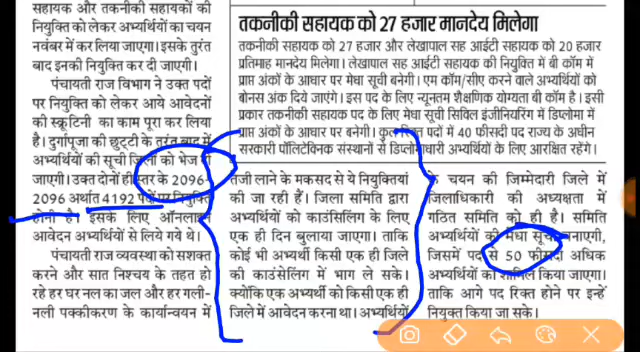 सहायक और तकनीकी सहायकों की
नियुक्ति को लेकर अभ्यर्थियों का चयन
नवंबर में कर लिया जाएगा। इसके तुरंत
बाद इनकी नियुक्ति कर दी जाएगी।
पंचायती राज विभाग ने उक्त पदों
पर नियुक्ति को लेकर आये आवेदनों
की स्क्रूटिनी का काम पूरा कर लिया
है। दुर्गापूजा की छुट्टी के तुरंत बाद में
अभ्यर्थियों की सूची जिलों को भेज दी
जाएगी। उक्त दोनों ही स्तर के 2096-
2096 अर्थात 4192 पदों पर नियुक्ति
होनी है। इसके लिए ऑनलाइन
आवेदन अभ्यर्थियों से लिये गये थे।
पंचायती राज व्यवस्था को सशक्त
करने और सात निश्चय के तहत हो
रहे हर घर नल का जल और हर गली-
नली पक्कीकरण के कार्यान्वयन में
तकनीकी सहायक को 27 हजार मानदेय मिलेगा
तकनीकी सहायक को 27 हजार और लेखापाल सह आईटी सहायक को 20 हजार
प्रतिमाह मानदेय मिलेगा। लेखापाल सह आईटी सहायक की नियुक्ति में बी कॉम में
प्राप्त अंकों के आधार पर मेधा सूची बनेगी। एम कॉम/सीए करने वाले अभ्यर्थियों को
बोनस अंक दिये जाएंगे। इस पद के लिए न्यूनतम शैक्षणिक योग्यता बी कॉम है। इसी
प्रकार तकनीकी सहायक पद के लिए मेधा सूची सिविल इंजीनियरिंग में डिप्लोमा में
प्राप्त अंकों के आधार पर बनेगी। कुल पदों में 40 फीसदी पद राज्य के अधीन
सरकारी पॉलिटेक्निक संस्थानों से डिप्लोमाधारी अभ्यर्थियों के लिए आरक्षित रहेंगे।
तेजी लाने के मकसद से ये नियुक्तियां
की जा रही हैं। जिला समिति द्वारा
अभ्यर्थियों को काउंसिलिंग के लिए
एक ही दिन बुलाया जाएगा। ताकि
कोई भी अभ्यर्थी किसी एक ही जिले
की काउंसेलिंग में भाग ले सके।
क्योंकि एक अभ्यर्थी को किसी एक ही
जिले में आवेदन करना था। अभ्यर्थियों
के चयन की जिम्मेदारी जिले में
जिलाधिकारी की अध्यक्षता में
गठित समिति को ही है। समिति
अभ्यर्थियों की मेधा सूची बनाएगी,
जिसमें पद से 50 फीसदी अधिक
अभ्यर्थियों को शामिल किया जाएगा।
ताकि आगे पद रिक्त होने पर इन्हें
नियुक्त किया जा सके।